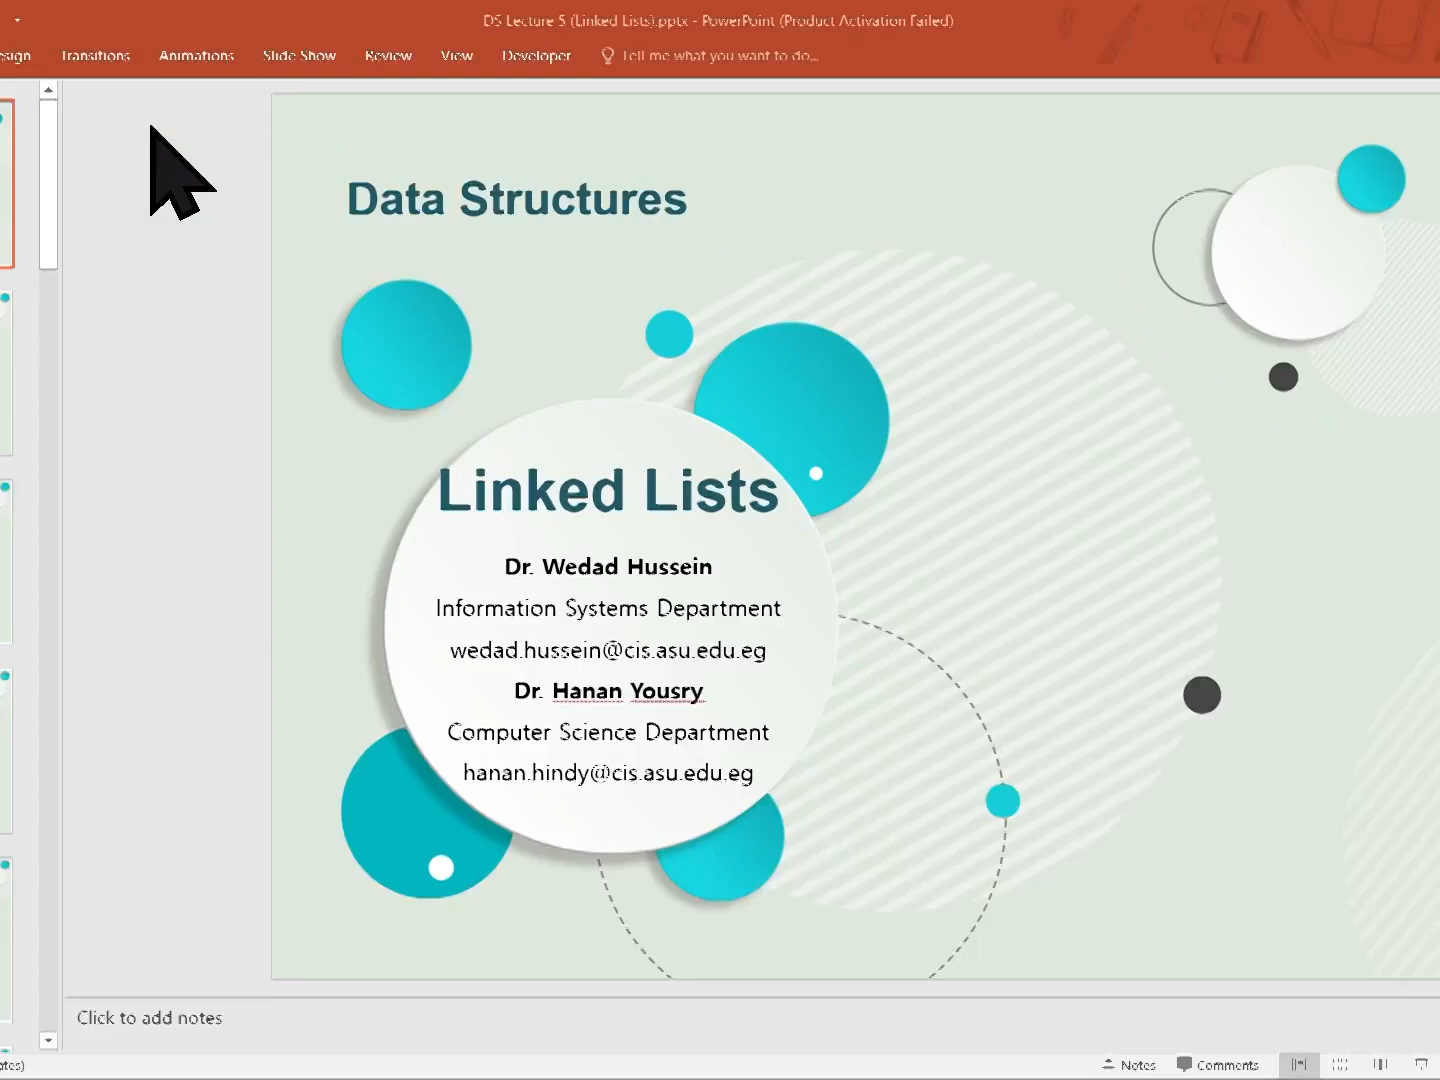 DS Lecture 5 (Linked Lists).pptx - PowerPoint (Product Activation Failed)
Transitions Animations Slide Show Review View Developer Tell me what you want to do...
Data Structures
Linked Lists
Dr. Wedad Hussein
Information Systems Department
wedad.hussein@cis.asu.edu.eg
Dr. Hanan Yousry
Computer Science Department
hanan.hindy@cis.asu.edu.eg
Click to add notes
Notes Comments